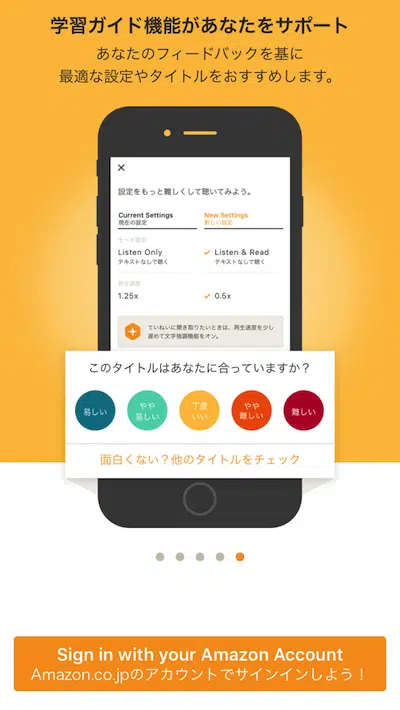 学習ガイド機能があなたをサポート
あなたのフィードバックを基に
最適な設定やタイトルをおすすめします。
×
設定をもっと難しくして聴いてみよう。
Current Settings
現在の設定
New Settings
新しい設定
モード設定
Listen Only
テキストなしで聴く
Listen & Read
テキストなしで聴く
再生速度
1.25x
0.5x
ていねいに聞き取りたいときは、再生速度を少し
遅めて文字強調機能をオン。
このタイトルはあなたに合っていますか？
易しい
やや
易しい
丁度
いい
やや
難しい
難しい
面白くない？他のタイトルをチェック
Sign in with your Amazon Account
Amazon.co.jpのアカウントでサインインしよう！